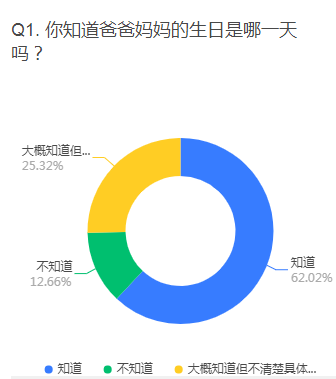 Q1. 你知道爸爸妈妈的生日是哪一天
吗？
大概知道但...
25.32%
不知道
12.66%
知道
62.02%
知道
不知道
大概知道但不清楚具体...